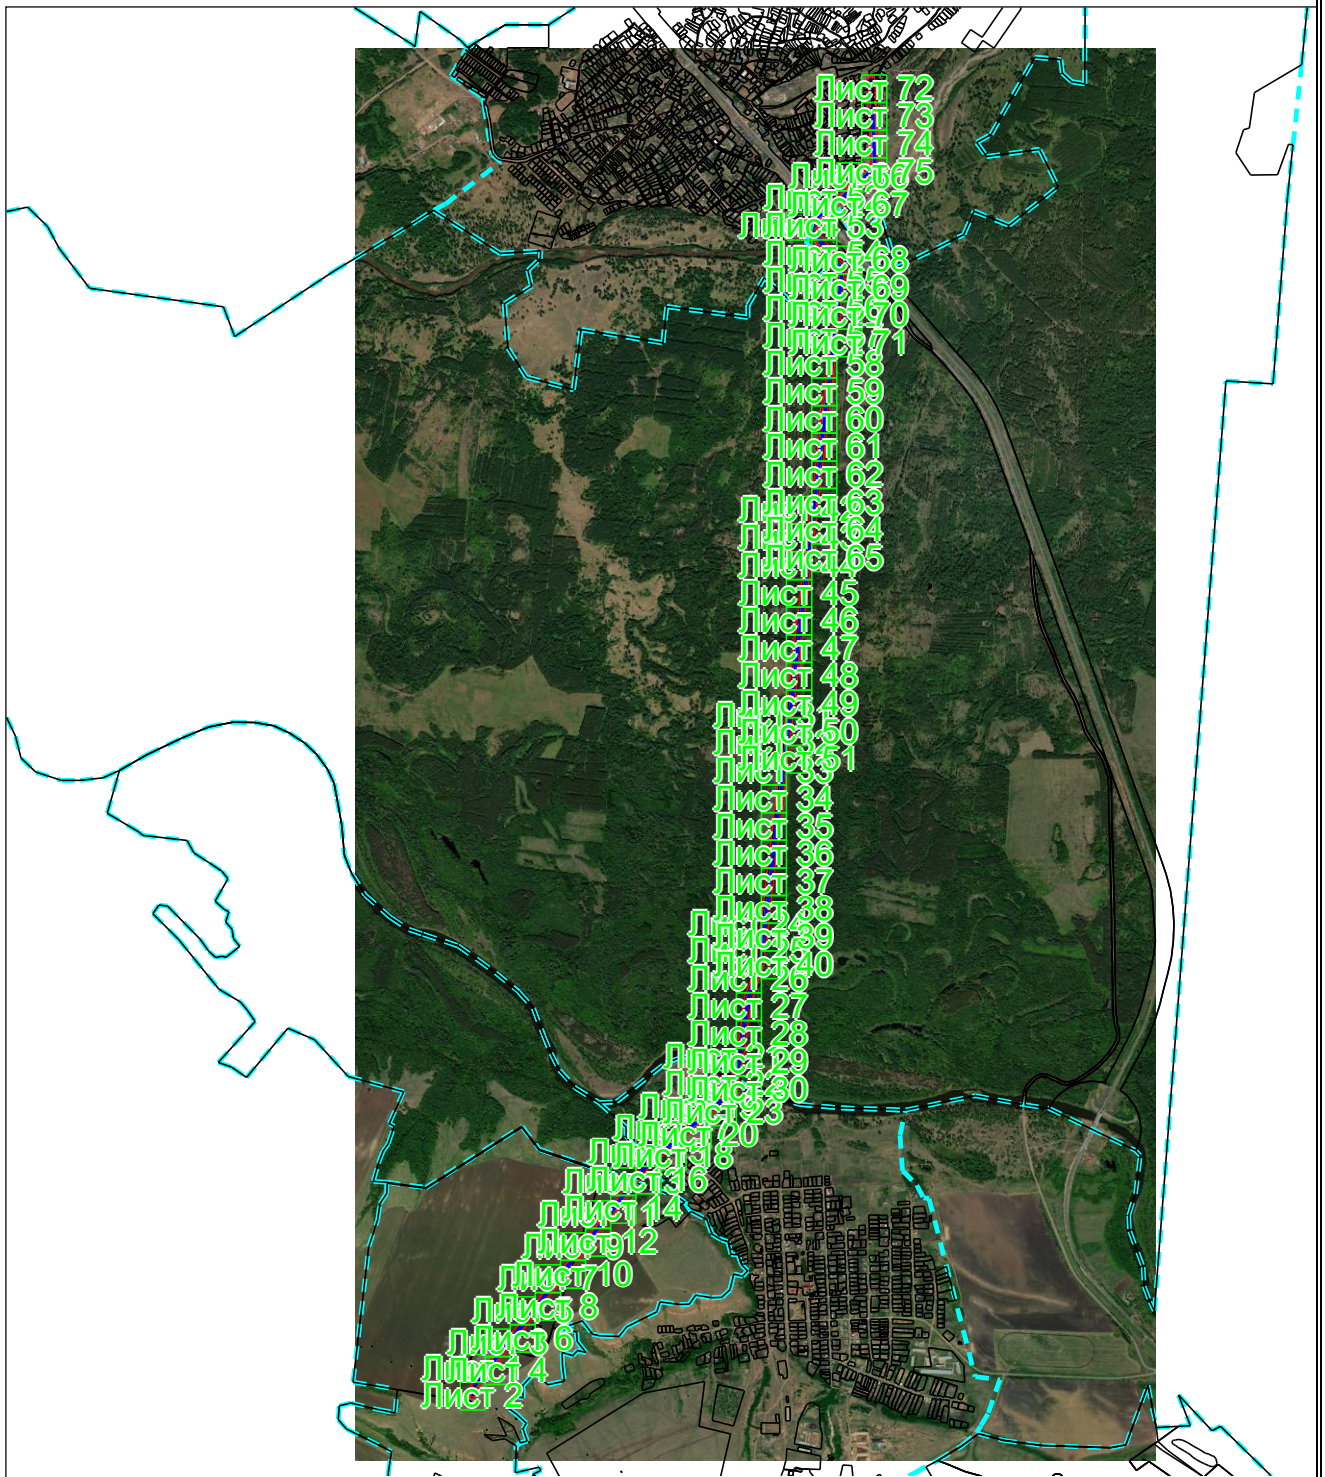 Лист 72
Лист 73
Лист 74
Лист 75
Лист 67
Лист 53
Лист 68
Лист 69
Лист 70
Лист 71
Лист 58
Лист 59
Лист 60
Лист 61
Лист 62
Лист 63
Лист 64
Лист 65
Лист 45
Лист 46
Лист 47
Лист 48
Лист 49
Лист 50
Лист 51
Лист 33
Лист 34
Лист 35
Лист 36
Лист 37
Лист 38
Лист 39
Лист 40
Лист 26
Лист 27
Лист 28
Лист 29
Лист 30
Лист 23
Лист 20
Лист 18
Лист 16
Лист 14
Лист 12
Лист 10
Лист 8
Лист 6
Лист 4
Лист 2